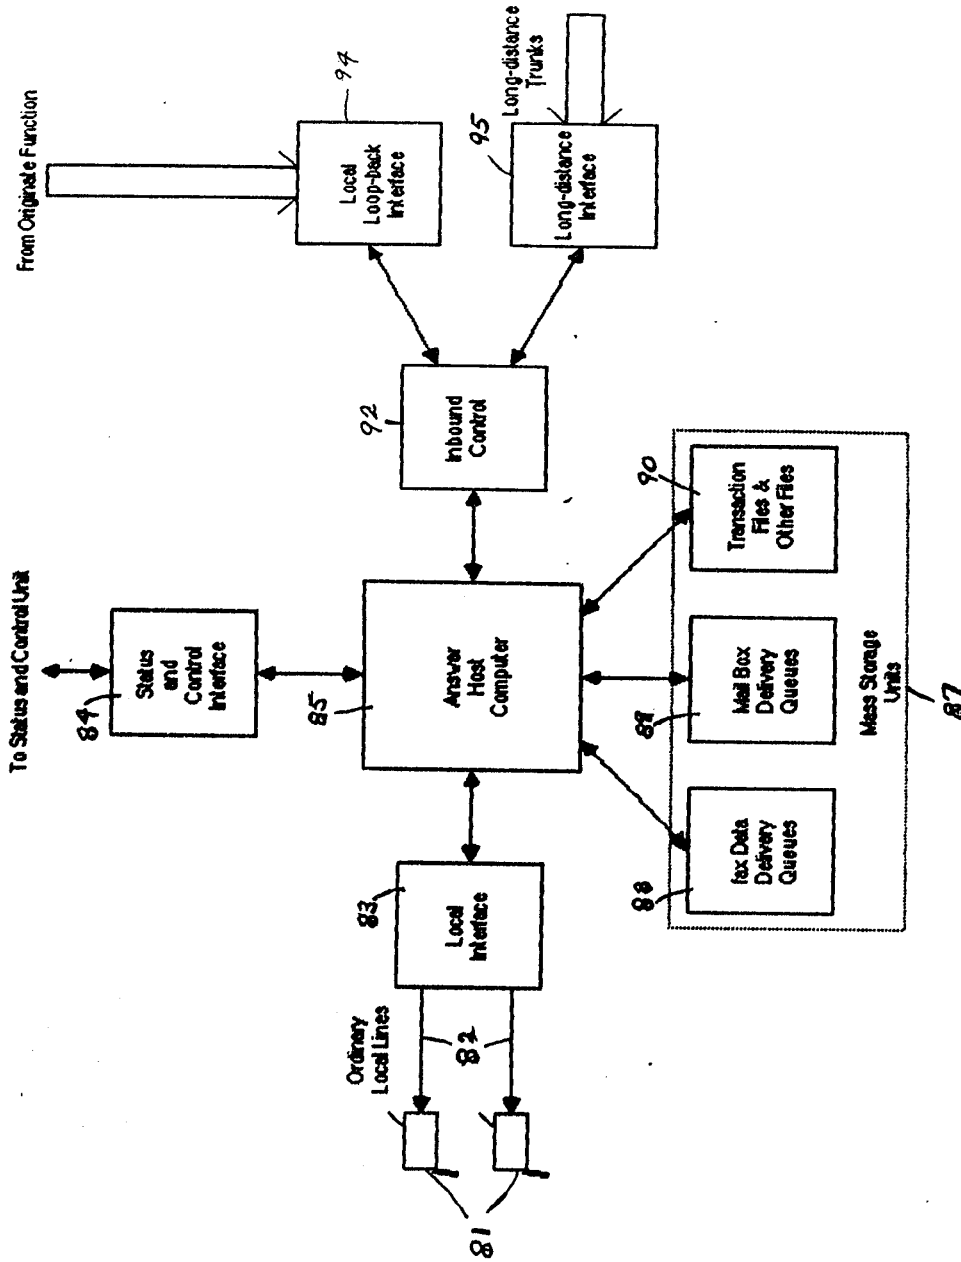 From Originate Function
94
Local
Loop-back
Interface
95
Long-distance
Trunks
Long-distance
Interface
92
Inbound
Control
To Status and Control Unit
84
Status
and
Control
Interface
85
Answer
Host
Computer
90
Transaction
Files &
Other Files
89
Mail Box
Delivery
Queues
88
fax Data
Delivery
Queues
Mass Storage
Units
87
83
Local
Interface
Ordinary
Local Lines
82
81